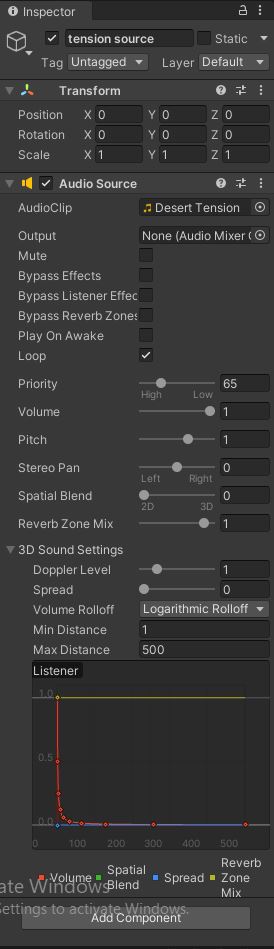 Inspector
tension source Static
Tag Untagged Layer Default
Transform
Position X 0 Y 0 Z 0
Rotation X 0 Y 0 Z 0
Scale X 1 Y 1 Z 1
Audio Source
AudioClip Desert Tension
Output None (Audio Mixer G
Mute
Bypass Effects
Bypass Listener Effec
Bypass Reverb Zones
Play On Awake
Loop
Priority 65
High Low
Volume 1
Pitch 1
Stereo Pan 0
Left Right
Spatial Blend 0
2D 3D
Reverb Zone Mix 1
3D Sound Settings
Doppler Level 1
Spread 0
Volume Rolloff Logarithmic Rolloff
Min Distance 1
Max Distance 500
Listener
1.0
0.5
0.0
0 100 200 300 400 500
Volume Spatial Blend Spread Reverb Zone Mix
ate Windows
Settings to activate Windows.
Add Component